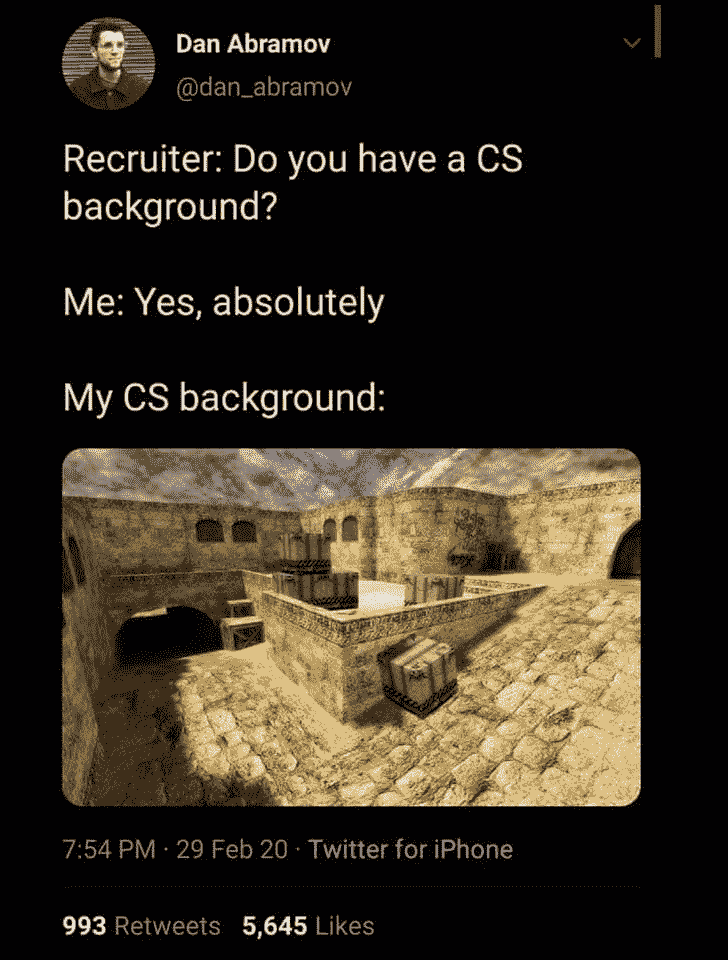 Dan Abramov
@dan_abramov
Recruiter: Do you have a CS
background?
Me: Yes, absolutely
My CS background:
7:54 PM · 29 Feb 20 · Twitter for iPhone
993 Retweets 5,645 Likes